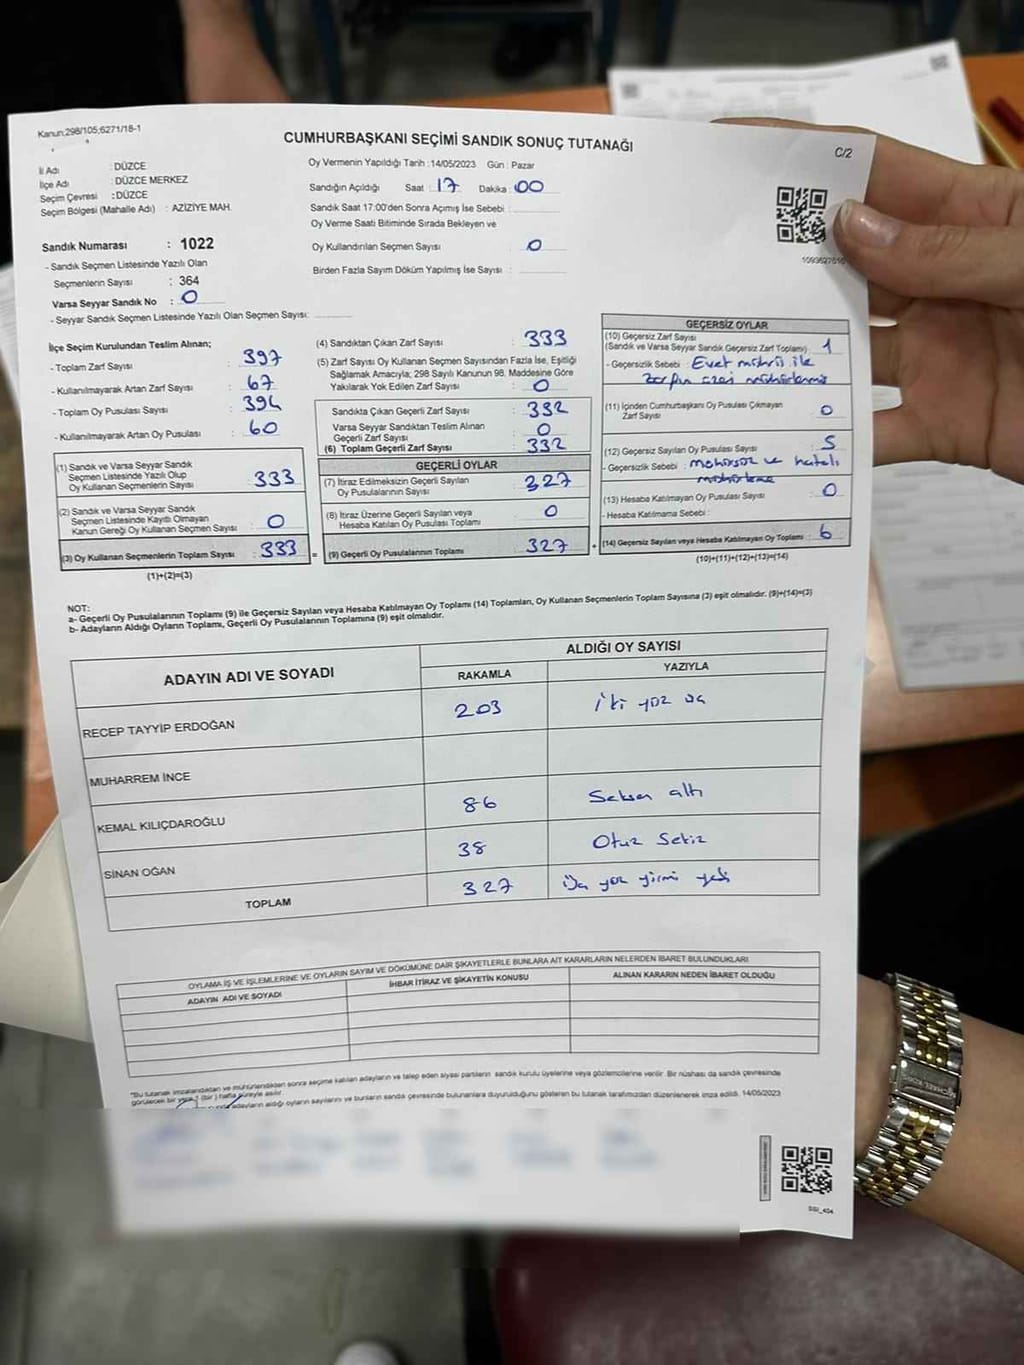 Kanun;298/105;6271/18-1
CUMHURBAŞKANI SEÇİMİ SANDIK SONUÇ TUTANAĞI
C/2
İl Adı : DÜZCE
İlçe Adı : DÜZCE MERKEZ
Seçim Çevresi : DÜZCE
Seçim Bölgesi (Mahalle Adı) : AZİZİYE MAH.
Oy Vermenin Yapıldığı Tarih :14/05/2023 Gün : Pazar
Sandığın Açıldığı Saat : 17 Dakika : 00
Sandık Saat 17:00'den Sonra Açımış İse Sebebi :
Oy Verme Saati Bitiminde Sırada Bekleyen ve
Oy Kullandırılan Seçmen Sayısı : 0
Birden Fazla Sayım Döküm Yapılmış İse Sayısı :
1093627616
Sandık Numarası : 1022
- Sandık Seçmen Listesinde Yazılı Olan
Seçmenlerin Sayısı : 364
Varsa Seyyar Sandık No : 0
- Seyyar Sandık Seçmen Listesinde Yazılı Olan Seçmen Sayısı:
İlçe Seçim Kurulundan Teslim Alınan;
- Toplam Zarf Sayısı : 397
- Kullanılmayarak Artan Zarf Sayısı : 67
- Toplam Oy Pusulası Sayısı : 394
- Kullanılmayarak Artan Oy Pusulası : 60
(1) Sandık ve Varsa Seyyar Sandık
Seçmen Listesinde Yazılı Olup
Oy Kullanan Seçmenlerin Sayısı : 333
(2) Sandık ve Varsa Seyyar Sandık
Seçmen Listesinde Kayıtlı Olmayan
Kanun Gereği Oy Kullanan Seçmen Sayısı : 0
(3) Oy Kullanan Seçmenlerin Toplam Sayısı : 333
(1)+(2)=(3)
(4) Sandıktan Çıkan Zarf Sayısı : 333
(5) Zarf Sayısı Oy Kullanan Seçmen Sayısından Fazla İse, Eşitliği
Sağlamak Amacıyla; 298 Sayılı Kanunun 98. Maddesine Göre
Yakılarak Yok Edilen Zarf Sayısı : 0
Sandıkta Çıkan Geçerli Zarf Sayısı : 332
Varsa Seyyar Sandıktan Teslim Alınan
Geçerli Zarf Sayısı : 0
(6) Toplam Geçerli Zarf Sayısı : 332
GEÇERLİ OYLAR
(7) İtiraz Edilmeksizin Geçerli Sayılan
Oy Pusulalarının Sayısı : 327
(8) İtiraz Üzerine Geçerli Sayılan veya
Hesaba Katılan Oy Pusulası Toplamı : 0
= (9) Geçerli Oy Pusulalarının Toplamı : 327
GEÇERSİZ OYLAR
(10) Geçersiz Zarf Sayısı
(Sandık ve Varsa Seyyar Sandık Geçersiz Zarf Toplamı) : 1
- Geçersizlik Sebebi : Evet mührü ile
zarfın üzeri mühürlenmiş
(11) İçinden Cumhurbaşkanı Oy Pusulası Çıkmayan
Zarf Sayısı : 0
(12) Geçersiz Sayılan Oy Pusulası Sayısı : 5
- Geçersizlik Sebebi : mühürsüz ve hatalı
mühürleme
(13) Hesaba Katılmayan Oy Pusulası Sayısı : 0
- Hesaba Katılmama Sebebi :
+ (14) Geçersiz Sayılan veya Hesaba Katılmayan Oy Toplamı : 6
(10)+(11)+(12)+(13)=(14)
NOT:
a- Geçerli Oy Pusulalarının Toplamı (9) ile Geçersiz Sayılan veya Hesaba Katılmayan Oy Toplamı (14) Toplamları, Oy Kullanan Seçmenlerin Toplam Sayısına (3) eşit olmalıdır. (9)+(14)=(3)
b- Adayların Aldığı Oyların Toplamı, Geçerli Oy Pusulalarının Toplamına (9) eşit olmalıdır.
ADAYIN ADI VE SOYADI
ALDIĞI OY SAYISI
RAKAMLA YAZIYLA
RECEP TAYYİP ERDOĞAN 203 İki yüz üç
MUHARREM İNCE
KEMAL KILIÇDAROĞLU 86 Seksen altı
SİNAN OĞAN 38 Otuz Sekiz
TOPLAM 327 Üç yüz yirmi yedi
OYLAMA İŞ VE İŞLEMLERİNE VE OYLARIN SAYIM VE DÖKÜMÜNE DAİR ŞİKAYETLERLE BUNLARA AİT KARARLARIN NELERDEN İBARET BULUNDUKLARI
ADAYIN ADI VE SOYADI İHBAR İTİRAZ VE ŞİKAYETİN KONUSU ALINAN KARARIN NEDEN İBARET OLDUĞU
*Bu tutanak imzalandıktan ve mühürlendikten sonra seçime katılan adayların ve talep eden siyasi partilerin sandık kurulu üyelerine veya gözlemcilerine verilir. Bir nüshası da sandık çevresinde
görülecek bir yere 1 (bir) hafta süreyle asılır.
adayların aldığı oyların sayılarını ve bunların sandık çevresinde bulunanlara duyurulduğunu gösteren bu tutanak tarafımızdan düzenlenerek imza edildi. 14/05/2023
MICHAEL KORS